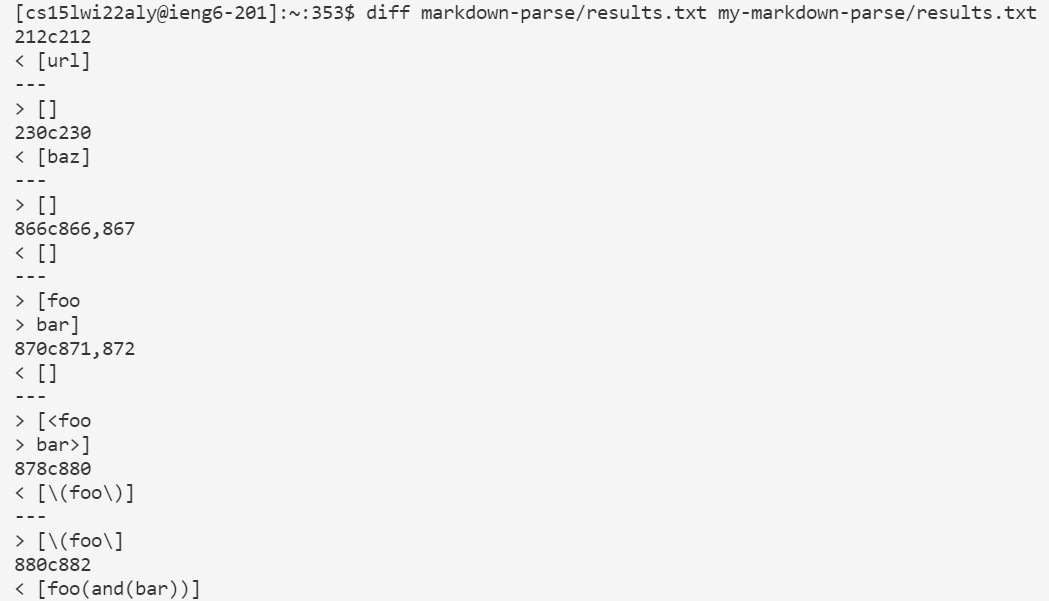 [cs15lwi22aly@ieng6-201]:~:353$ diff markdown-parse/results.txt my-markdown-parse/results.txt
212c212
< [url]
---
> []
230c230
< [baz]
---
> []
866c866,867
< []
---
> [foo
> bar]
870c871,872
< []
---
> [<foo
> bar>]
878c880
< [\(foo\)]
---
> [\(foo\]
880c882
< [foo(and(bar))]